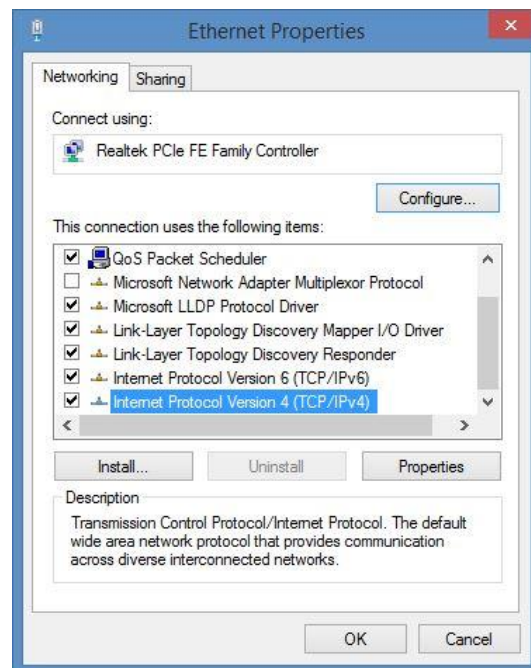 Ethernet Properties
Networking
Sharing
Connect using:
Realtek PCIe FE Family Controller
Configure...
This connection uses the following items:
QoS Packet Scheduler
Microsoft Network Adapter Multiplexor Protocol
Microsoft LLDP Protocol Driver
Link-Layer Topology Discovery Mapper I/O Driver
Link-Layer Topology Discovery Responder
Internet Protocol Version 6 (TCP/IPv6)
Internet Protocol Version 4 (TCP/IPv4)
Install...
Uninstall
Properties
Description
Transmission Control Protocol/Internet Protocol. The default
wide area network protocol that provides communication
across diverse interconnected networks.
OK
Cancel